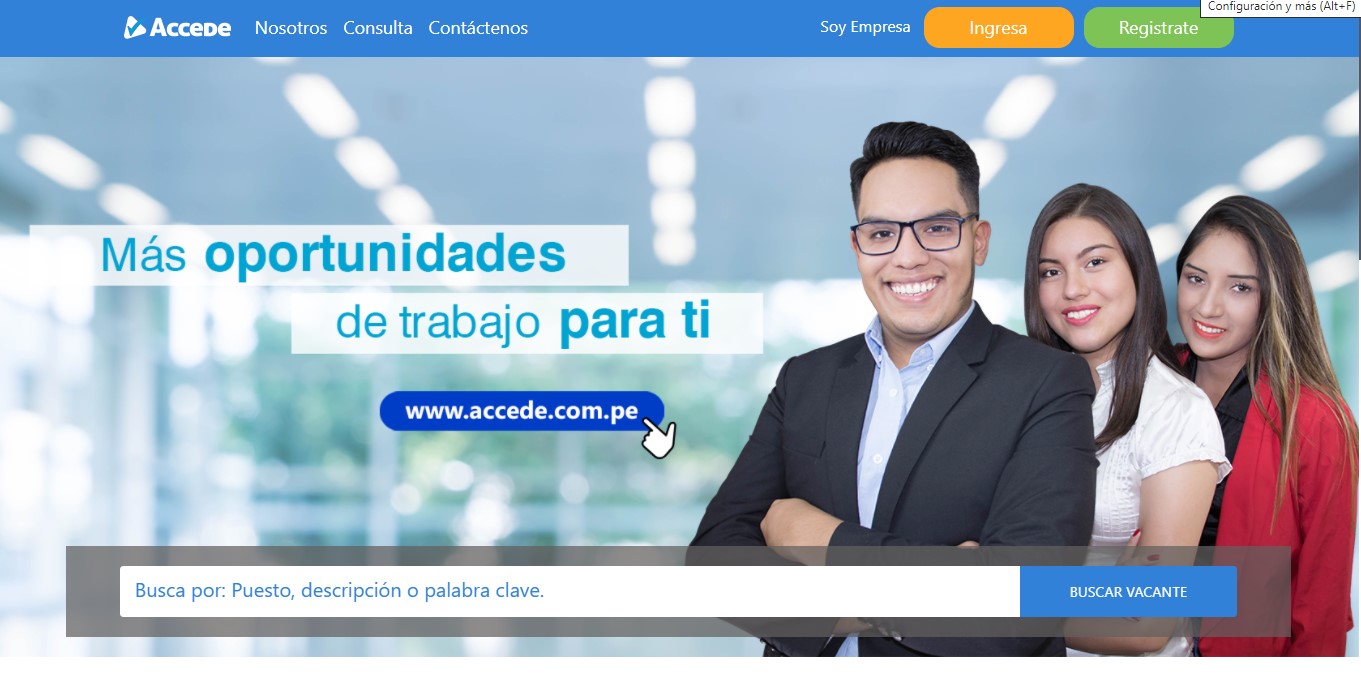 Configuración y más (Alt+F)
Accede Nosotros Consulta Contáctenos Soy Empresa Ingresa Registrate
Más oportunidades
de trabajo para ti
www.accede.com.pe
Busca por: Puesto, descripción o palabra clave. BUSCAR VACANTE